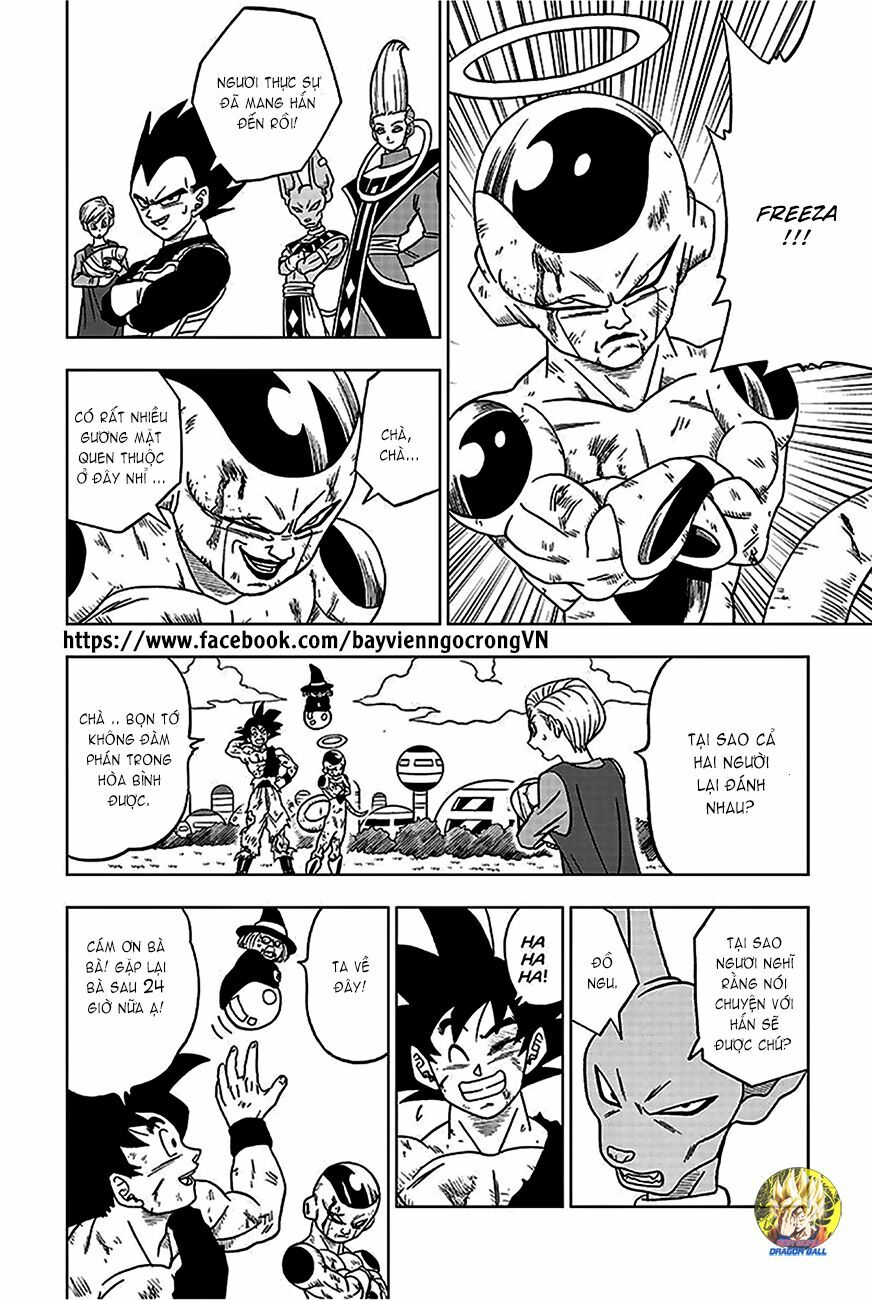 FREEZA
!!!
NGƯƠI THỰC SỰ
ĐÃ MANG HẮN
ĐẾN RỒI!
CHÀ,
CHÀ...
CÓ RẤT NHIỀU
GƯƠNG MẶT
QUEN THUỘC
Ở ĐÂY NHỈ ...
https://www.facebook.com/bayvienngocrongVN
TẠI SAO CẢ
HAI NGƯỜI
LẠI ĐÁNH
NHAU?
CHÀ .. BỌN TỚ
KHÔNG ĐÀM
PHÁN TRONG
HÒA BÌNH
ĐƯỢC.
TẠI SAO
NGƯƠI NGHĨ
RẰNG NÓI
CHUYỆN VỚI
HẮN SẼ
ĐƯỢC CHỨ?
ĐỒ
NGU.
HA
HA
HA!
TA VỀ
ĐÂY!
CÁM ƠN BÀ
BÀ! GẶP LẠI
BÀ SAU 24
GIỜ NỮA Ạ!
DRAGON BALL